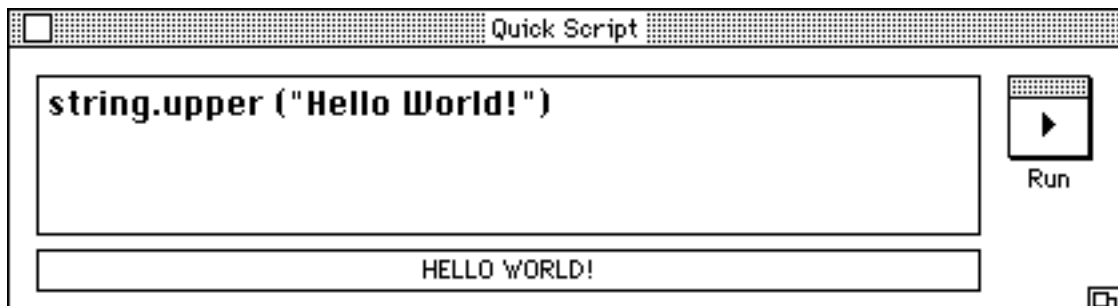 Quick Script
string.upper ("Hello World!")
Run
HELLO WORLD!